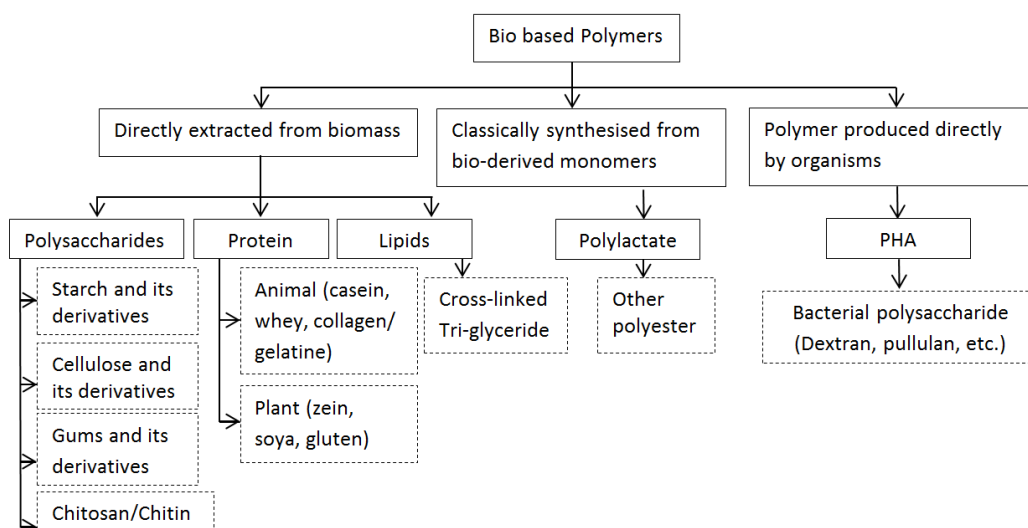 Bio based Polymers
Directly extracted from biomass
Classically synthesised from
bio-derived monomers
Polymer produced directly
by organisms
Polysaccharides
Protein
Lipids
Polylactate
PHA
Starch and its
derivatives
Cellulose and
its derivatives
Gums and its
derivatives
Chitosan/Chitin
Animal (casein,
whey, collagen/
gelatine)
Plant (zein,
soya, gluten)
Cross-linked
Tri-glyceride
Other
polyester
Bacterial polysaccharide
(Dextran, pullulan, etc.)